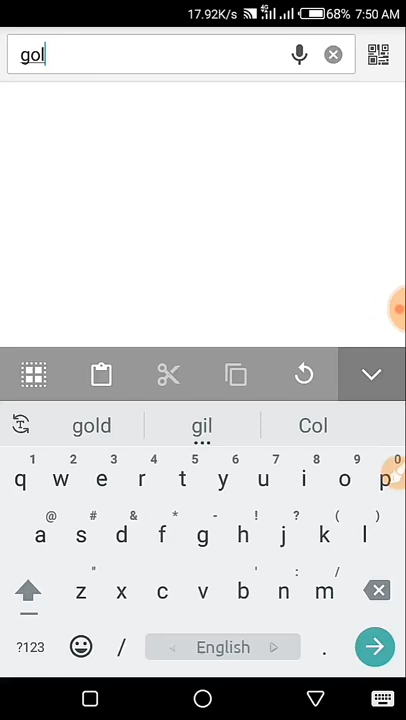 17.92K/s 4G 68% 7:50 AM
gol
gold gil Col
1 2 3 4 5 6 7 8 9 0
q w e r t y u i o p
@ # & * - ! ? ( )
a s d f g h j k l
" ' : /
z x c v b n m
?123 / English .